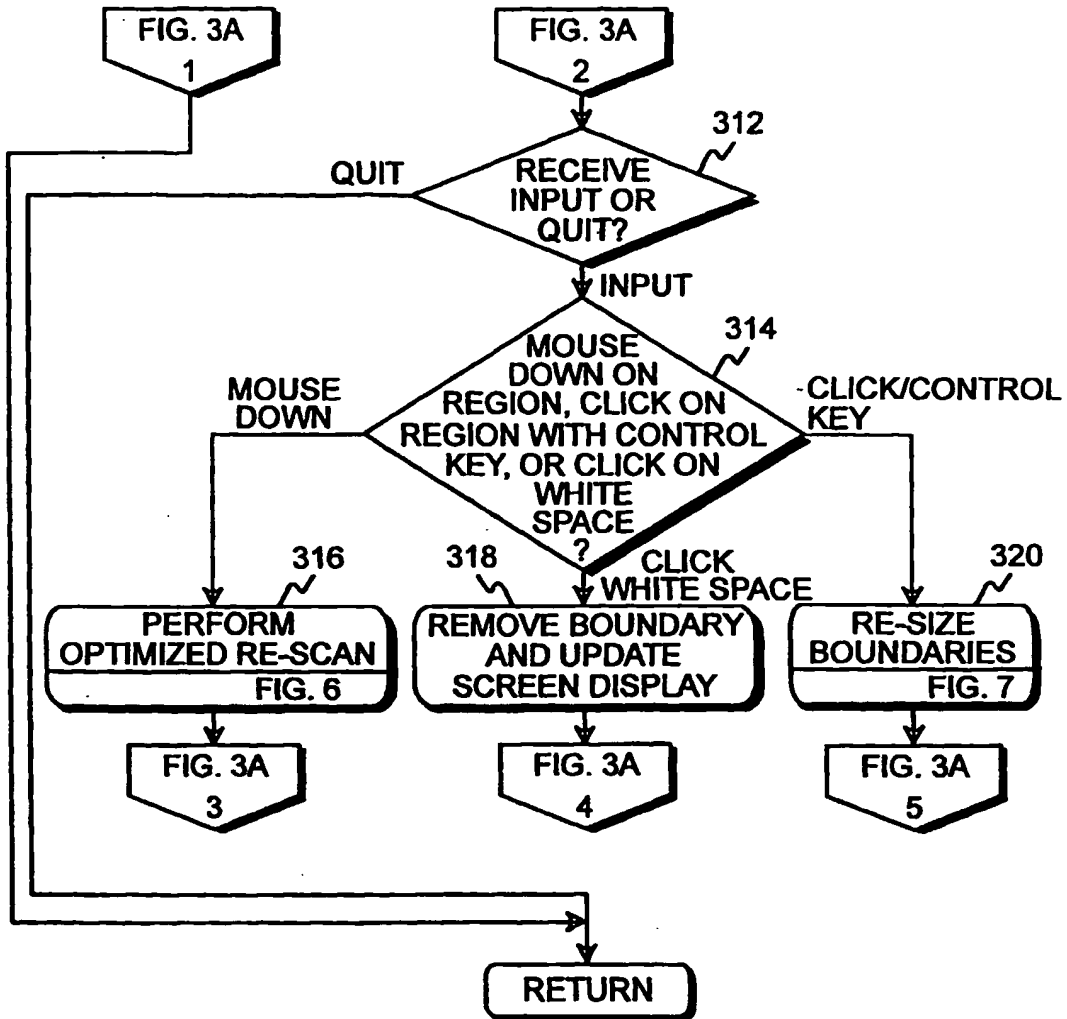 FIG. 3A
1
FIG. 3A
2
312
QUIT
RECEIVE
INPUT OR
QUIT?
INPUT
314
MOUSE
DOWN
MOUSE
DOWN ON
REGION, CLICK ON
REGION WITH CONTROL
KEY, OR CLICK ON
WHITE
SPACE
?
CLICK/CONTROL
KEY
316
PERFORM
OPTIMIZED RE-SCAN
FIG. 6
318
CLICK
WHITE SPACE
REMOVE BOUNDARY
AND UPDATE
SCREEN DISPLAY
320
RE-SIZE
BOUNDARIES
FIG. 7
FIG. 3A
3
FIG. 3A
4
FIG. 3A
5
RETURN